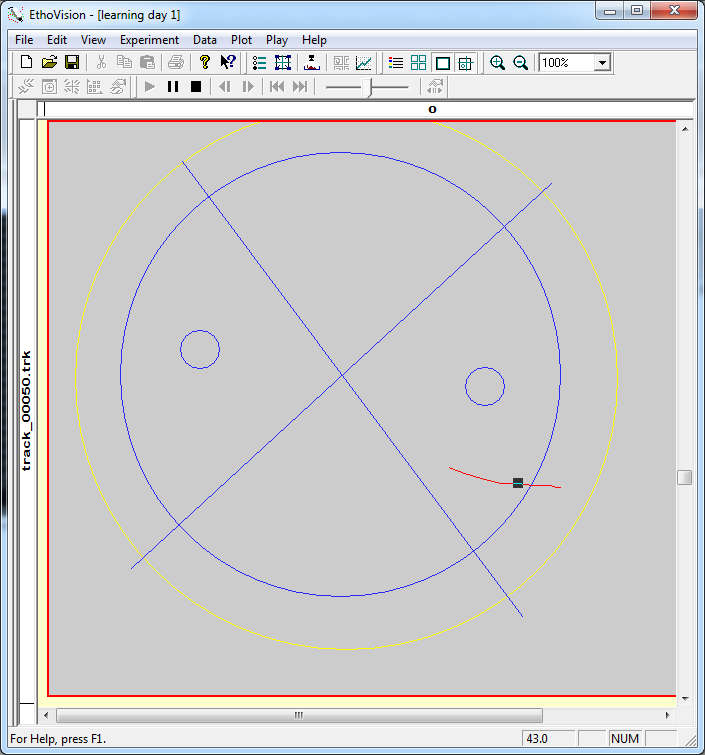 EthoVision - [learning day 1]
File Edit View Experiment Data Plot Play Help
100%
track_00050.trk
For Help, press F1.
43.0
NUM